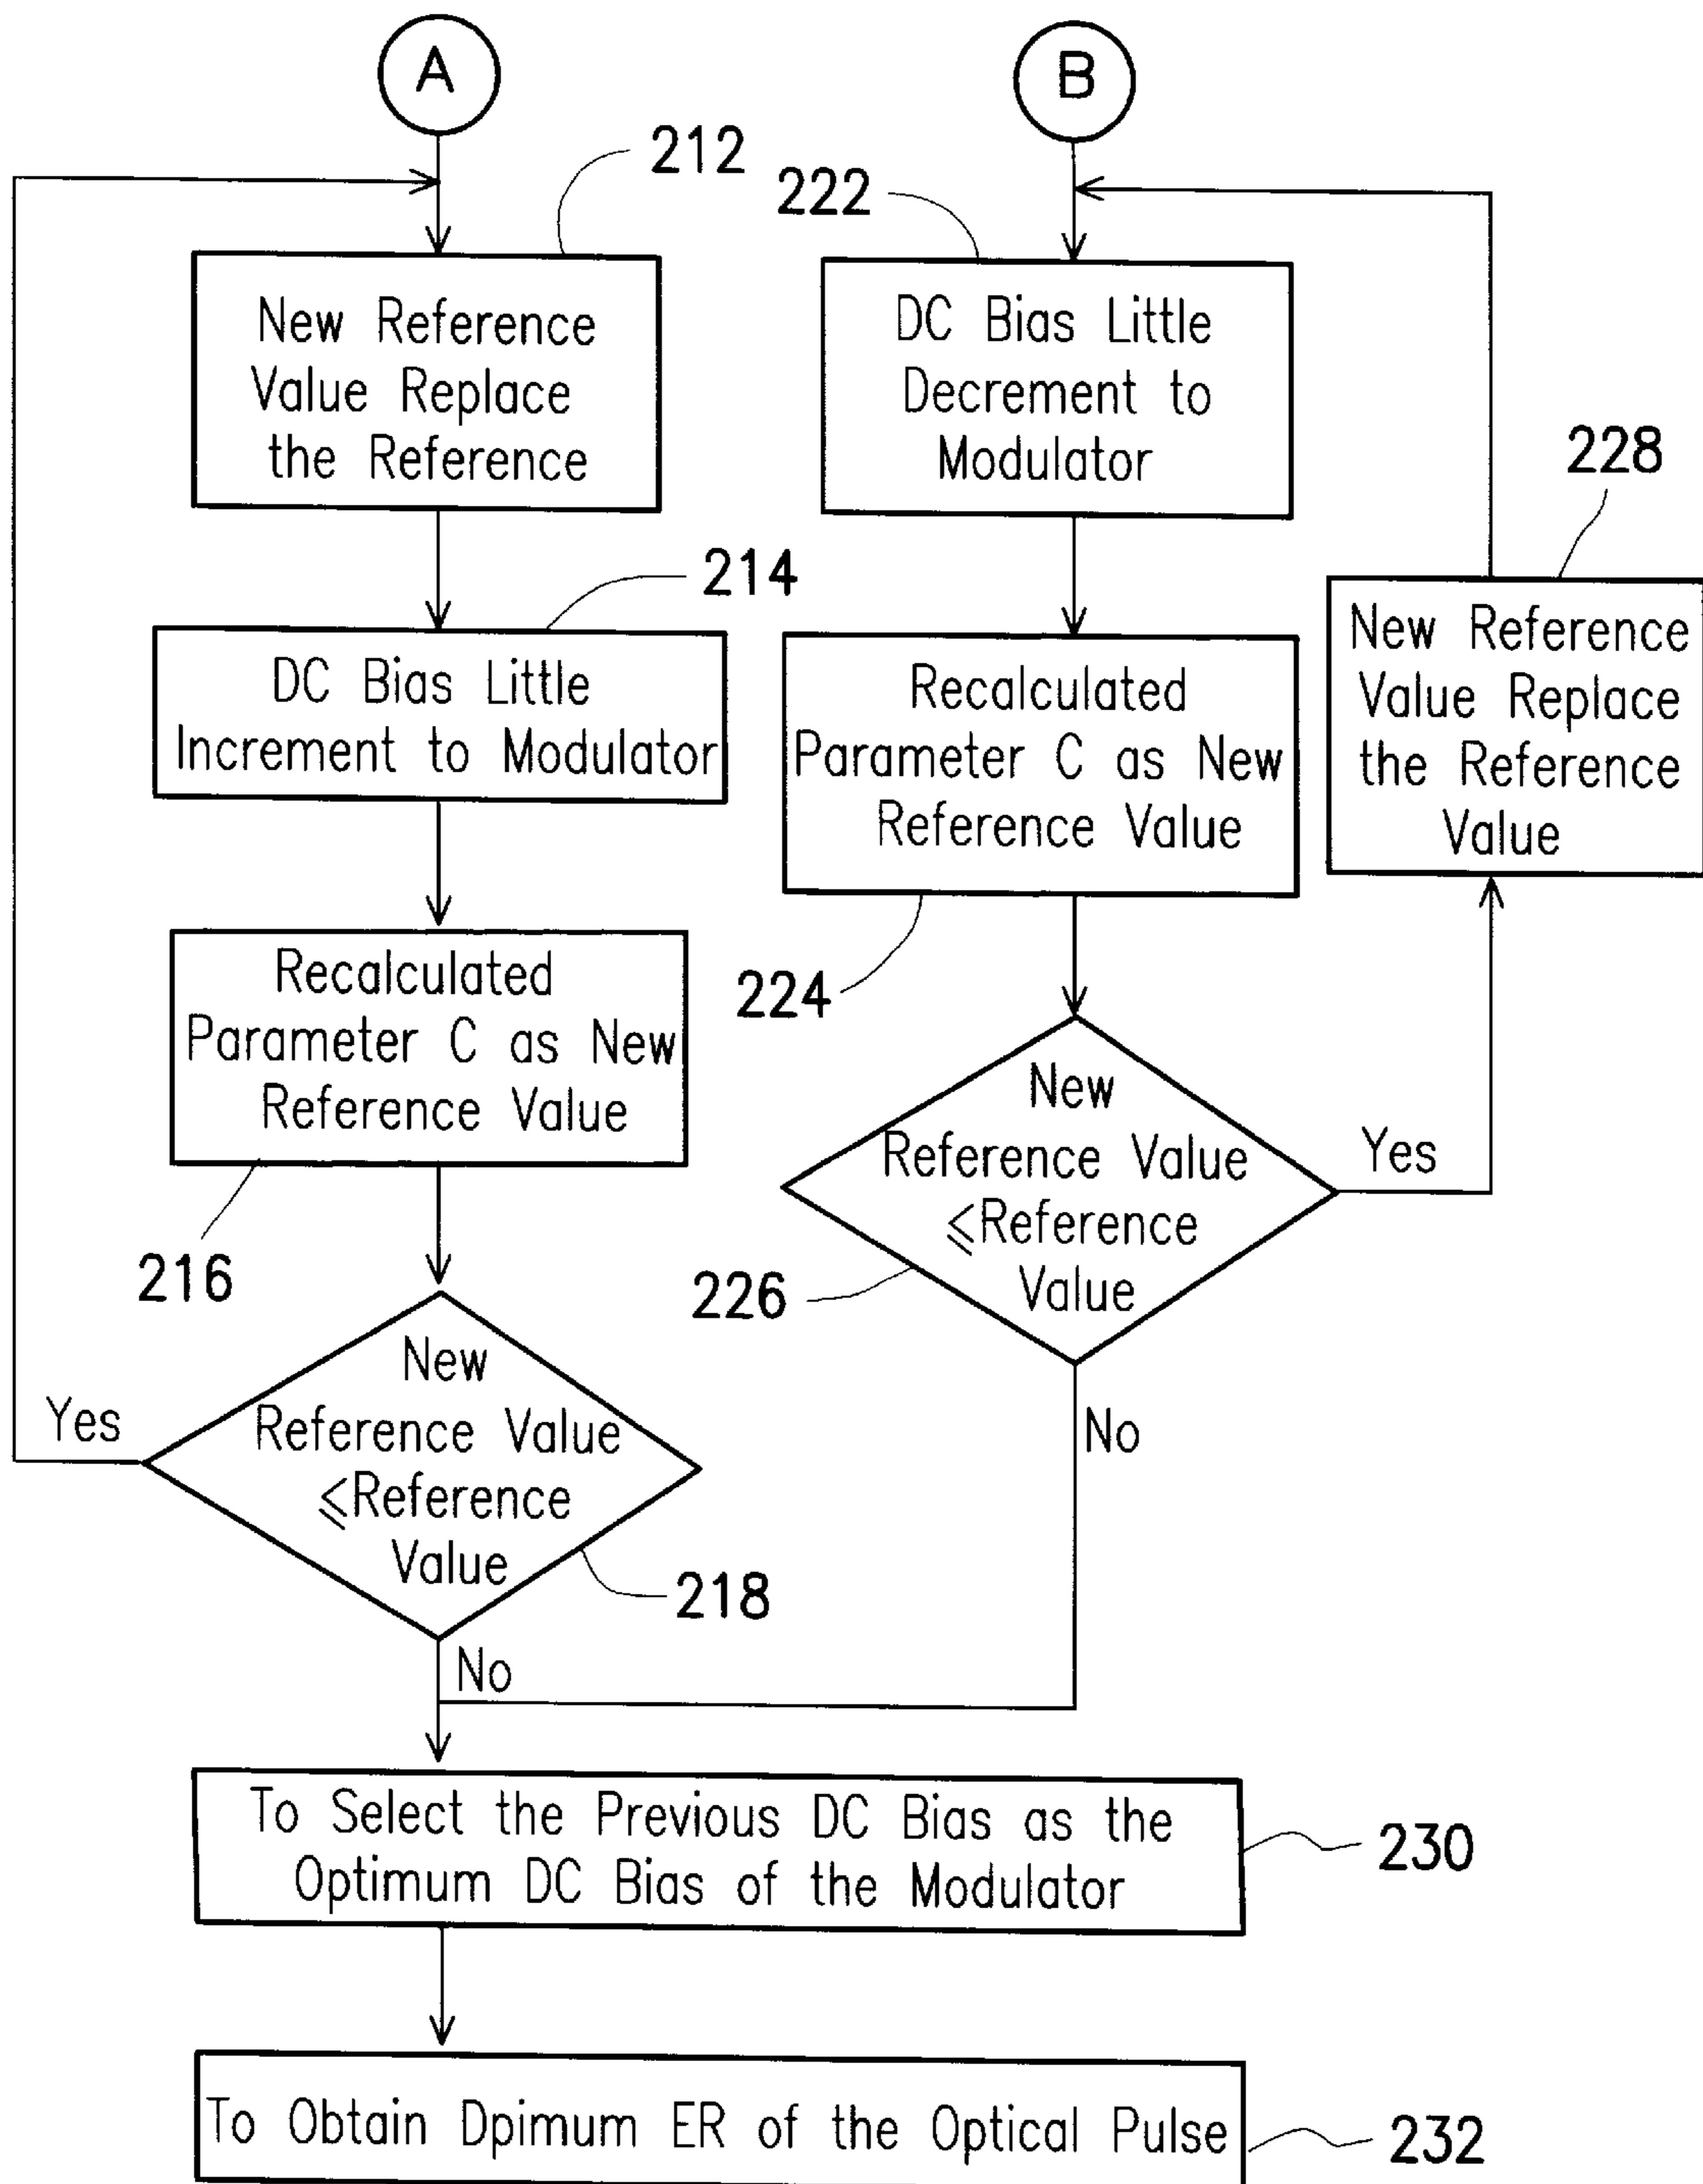 A
212
New Reference
Value Replace
the Reference
214
DC Bias Little
Increment to Modulator
Recalculated
Parameter C as New
Reference Value
216
New
Reference Value
≤Reference
Value
Yes
218
No
B
222
DC Bias Little
Decrement to
Modulator
Recalculated
Parameter C as New
Reference Value
224
New
Reference Value
≤Reference
Value
226
Yes
No
228
New Reference
Value Replace
the Reference
Value
To Select the Previous DC Bias as the
Optimum DC Bias of the Modulator
230
To Obtain Dpimum ER of the Optical Pulse
232